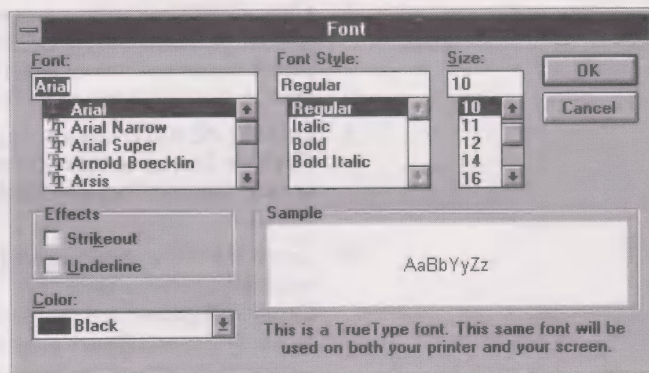 Font
Font:
Arial
Arial
Arial Narrow
Arial Super
Arnold Boecklin
Arsis
Font Style:
Regular
Regular
Italic
Bold
Bold Italic
Size:
10
10
11
12
14
16
OK
Cancel
Effects
Strikeout
Underline
Color:
Black
Sample
AaBbYyZz
This is a TrueType font. This same font will be
used on both your printer and your screen.